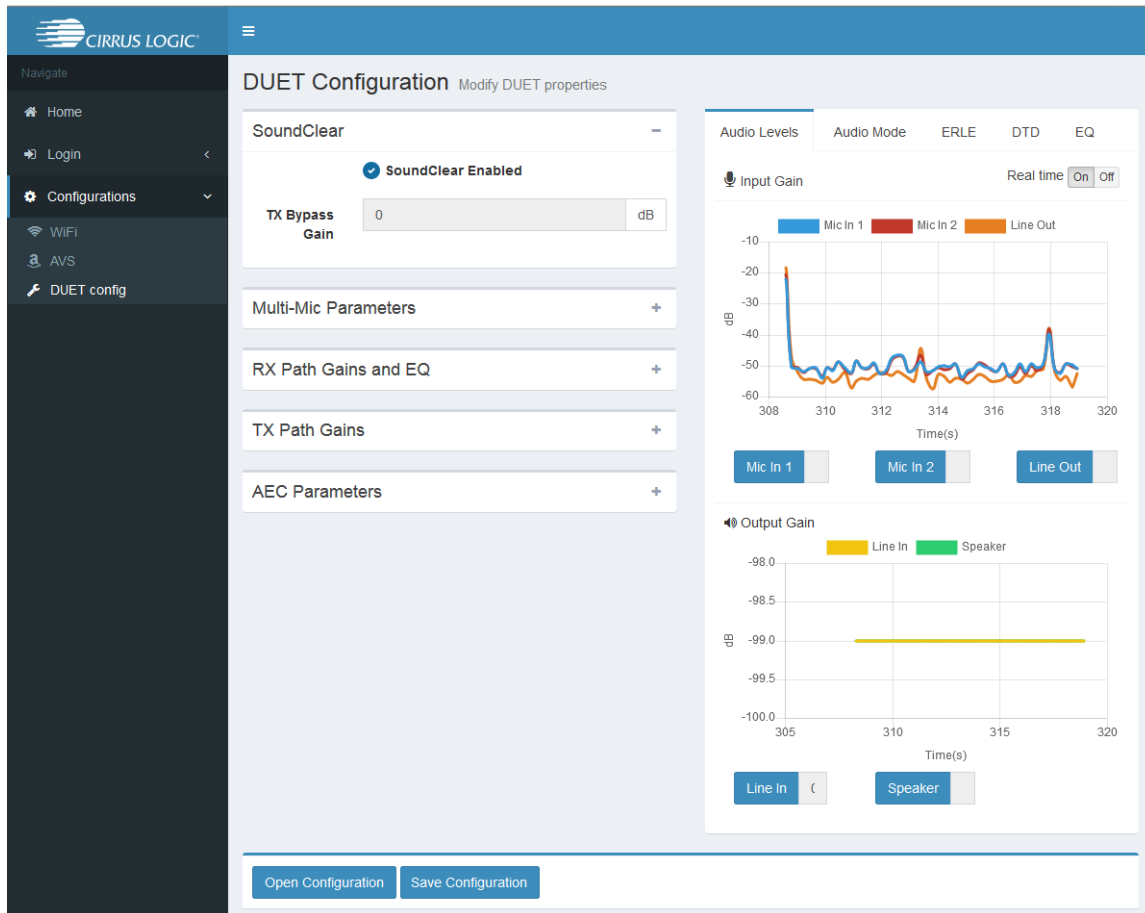 CIRRUS LOGIC®
Navigate
Home
Login
Configurations
WiFi
AVS
DUET config
DUET Configuration Modify DUET properties
SoundClear
SoundClear Enabled
TX Bypass Gain
0
dB
Multi-Mic Parameters
RX Path Gains and EQ
TX Path Gains
AEC Parameters
Audio Levels
Audio Mode
ERLE
DTD
EQ
Input Gain
Real time On Off
Mic In 1 Mic In 2 Line Out
-10
-20
-30
-40
-50
-60
dB
308 310 312 314 316 318 320
Time(s)
Mic In 1
Mic In 2
Line Out
Output Gain
Line In Speaker
-98.0
-98.5
-99.0
-99.5
-100.0
dB
305 310 315 320
Time(s)
Line In
Speaker
Open Configuration
Save Configuration